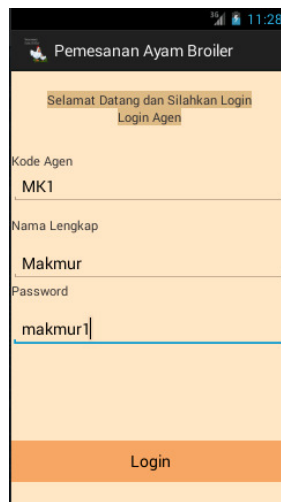 3G 11:28
Pemesanan Ayam Broiler
Selamat Datang dan Silahkan Login
Login Agen
Kode Agen
MK1
Nama Lengkap
Makmur
Password
makmur1
Login